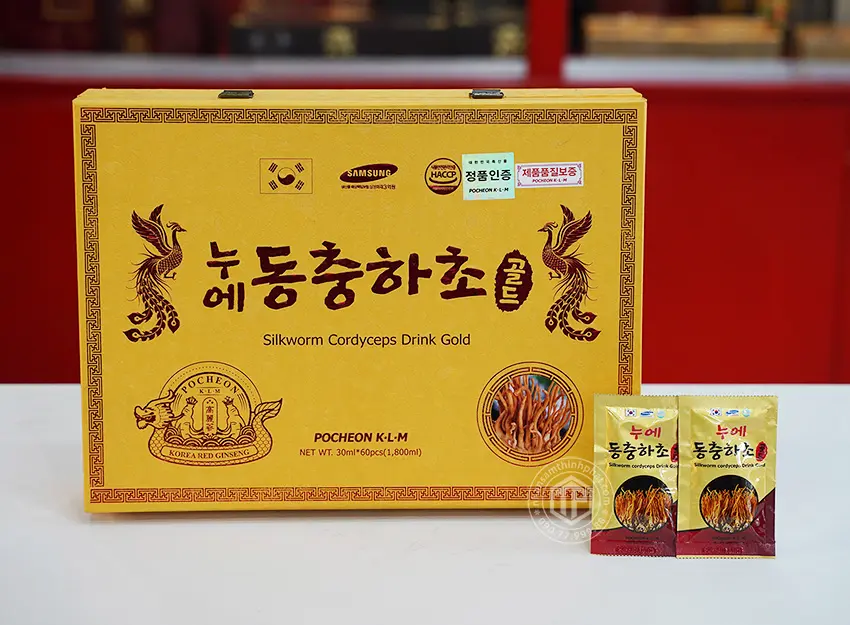 SAMSUNG
HACCP
정품인증
POCHEON K·L·M
제품품질보증
POCHEON K·L·M
누에 동충하초 골드
Silkworm Cordyceps Drink Gold
POCHEON
K·L·M
KOREA RED GINSENG
POCHEON K·L·M
NET WT. 30ml*60pcs(1,800ml)
누에
동충하초
Silkworm cordyceps Drink Gold
누에
동충하초 골드
Silkworm cordyceps Drink Gold